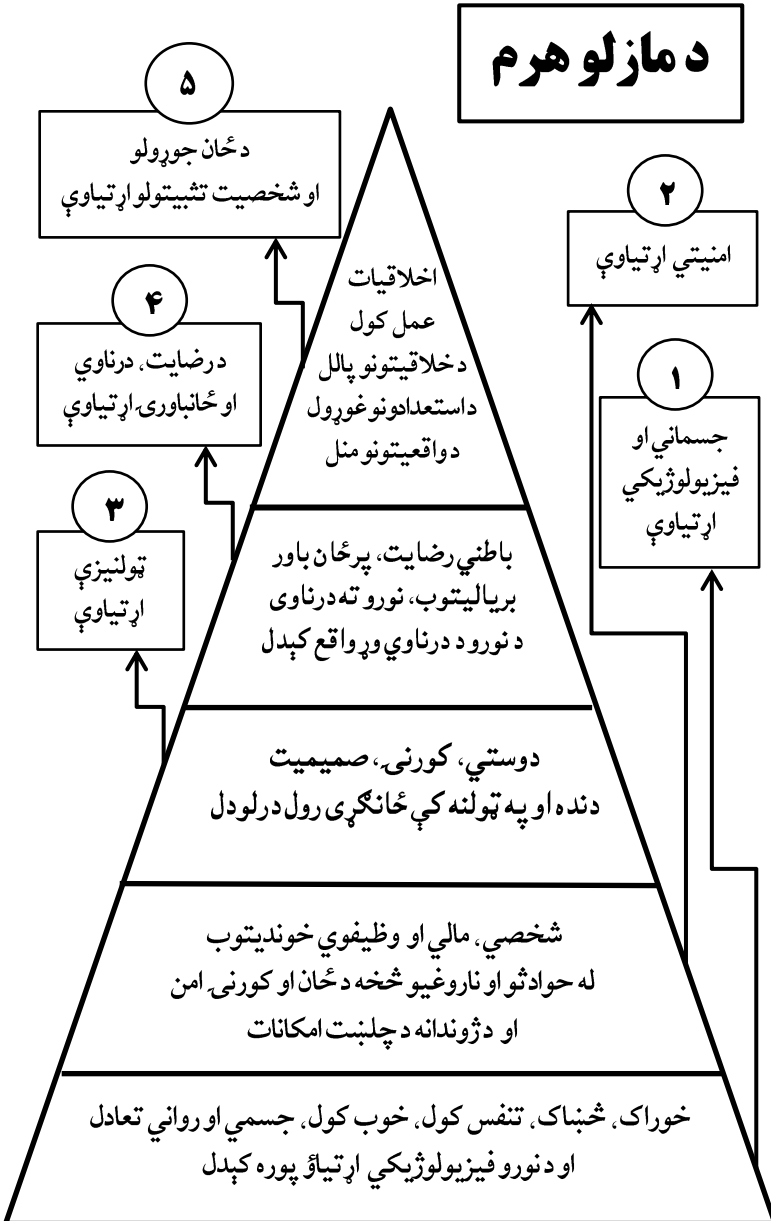 د مازلو هرم
۵
د ځان جوړولو
او شخصیت تثبیتولو اړتیاوې
۲
امنیتي اړتیاوې
۴
د رضایت، درناوي
او ځانباورۍ اړتیاوې
۱
جسماني او
فیزیولوژیکي
اړتیاوې
۳
ټولنیزې
اړتیاوې
اخلاقیات
عمل کول
د خلاقیتونو پالل
د استعدادونو غوړول
د واقعیتونو منل
باطني رضایت، پر ځان باور
بریالیتوب، نورو ته درناوی
د نورو د درناوي وړ واقع کېدل
دوستي، کورنۍ، صمیمیت
دنده او په ټولنه کې ځانګړی رول درلودل
شخصي، مالي او وظیفوي خوندیتوب
له حوادثو او ناروغیو څخه د ځان او کورنۍ امن
او د ژوندانه د چلښت امکانات
خوراک، څښاک، تنفس کول، خوب کول، جسمي او رواني تعادل
او د نورو فیزیولوژیکي اړتیاؤ پوره کېدل